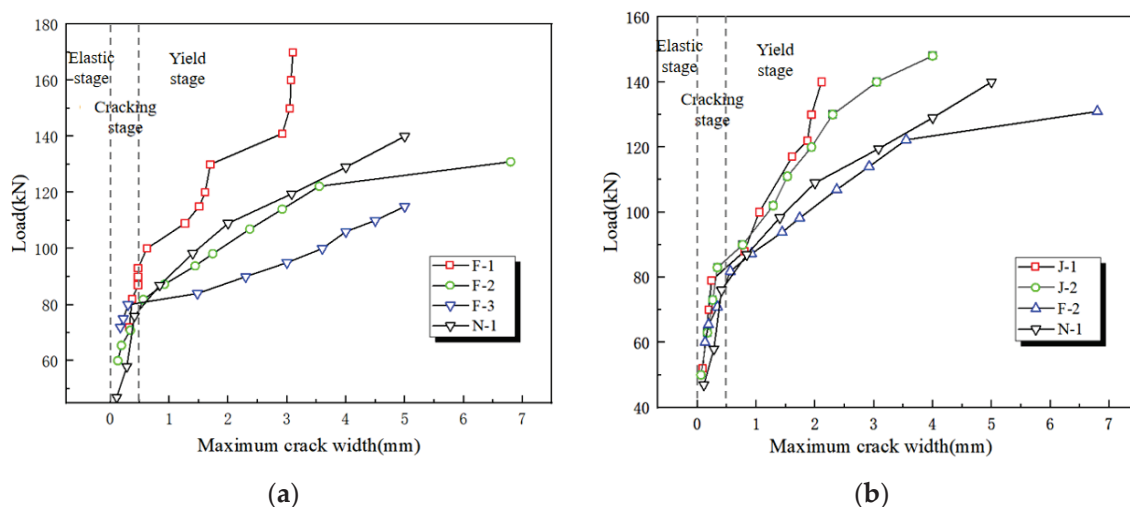 180
160
140
120
100
80
60
Load(kN)
Elastic
-stage
Cracking
stage
Yield
stage
F-1
F-2
F-3
N-1
0 1 2 3 4 5 6 7
Maximum crack width(mm)
(a)
160
140
120
100
80
60
40
Load(kN)
Elastic
stage
Cracking
stage
Yield
stage
J-1
J-2
F-2
N-1
0 1 2 3 4 5 6 7
Maximum crack width(mm)
(b)